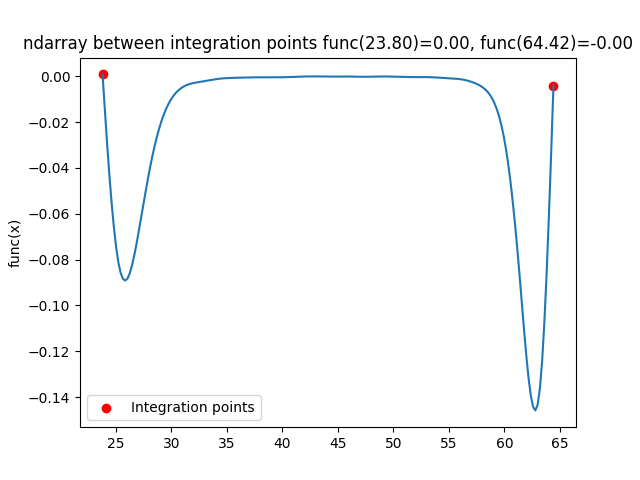 ndarray between integration points func(23.80)=0.00, func(64.42)=-0.00
0.00
−0.02
−0.04
−0.06
−0.08
−0.10
−0.12
−0.14
func(x)
Integration points
25 30 35 40 45 50 55 60 65